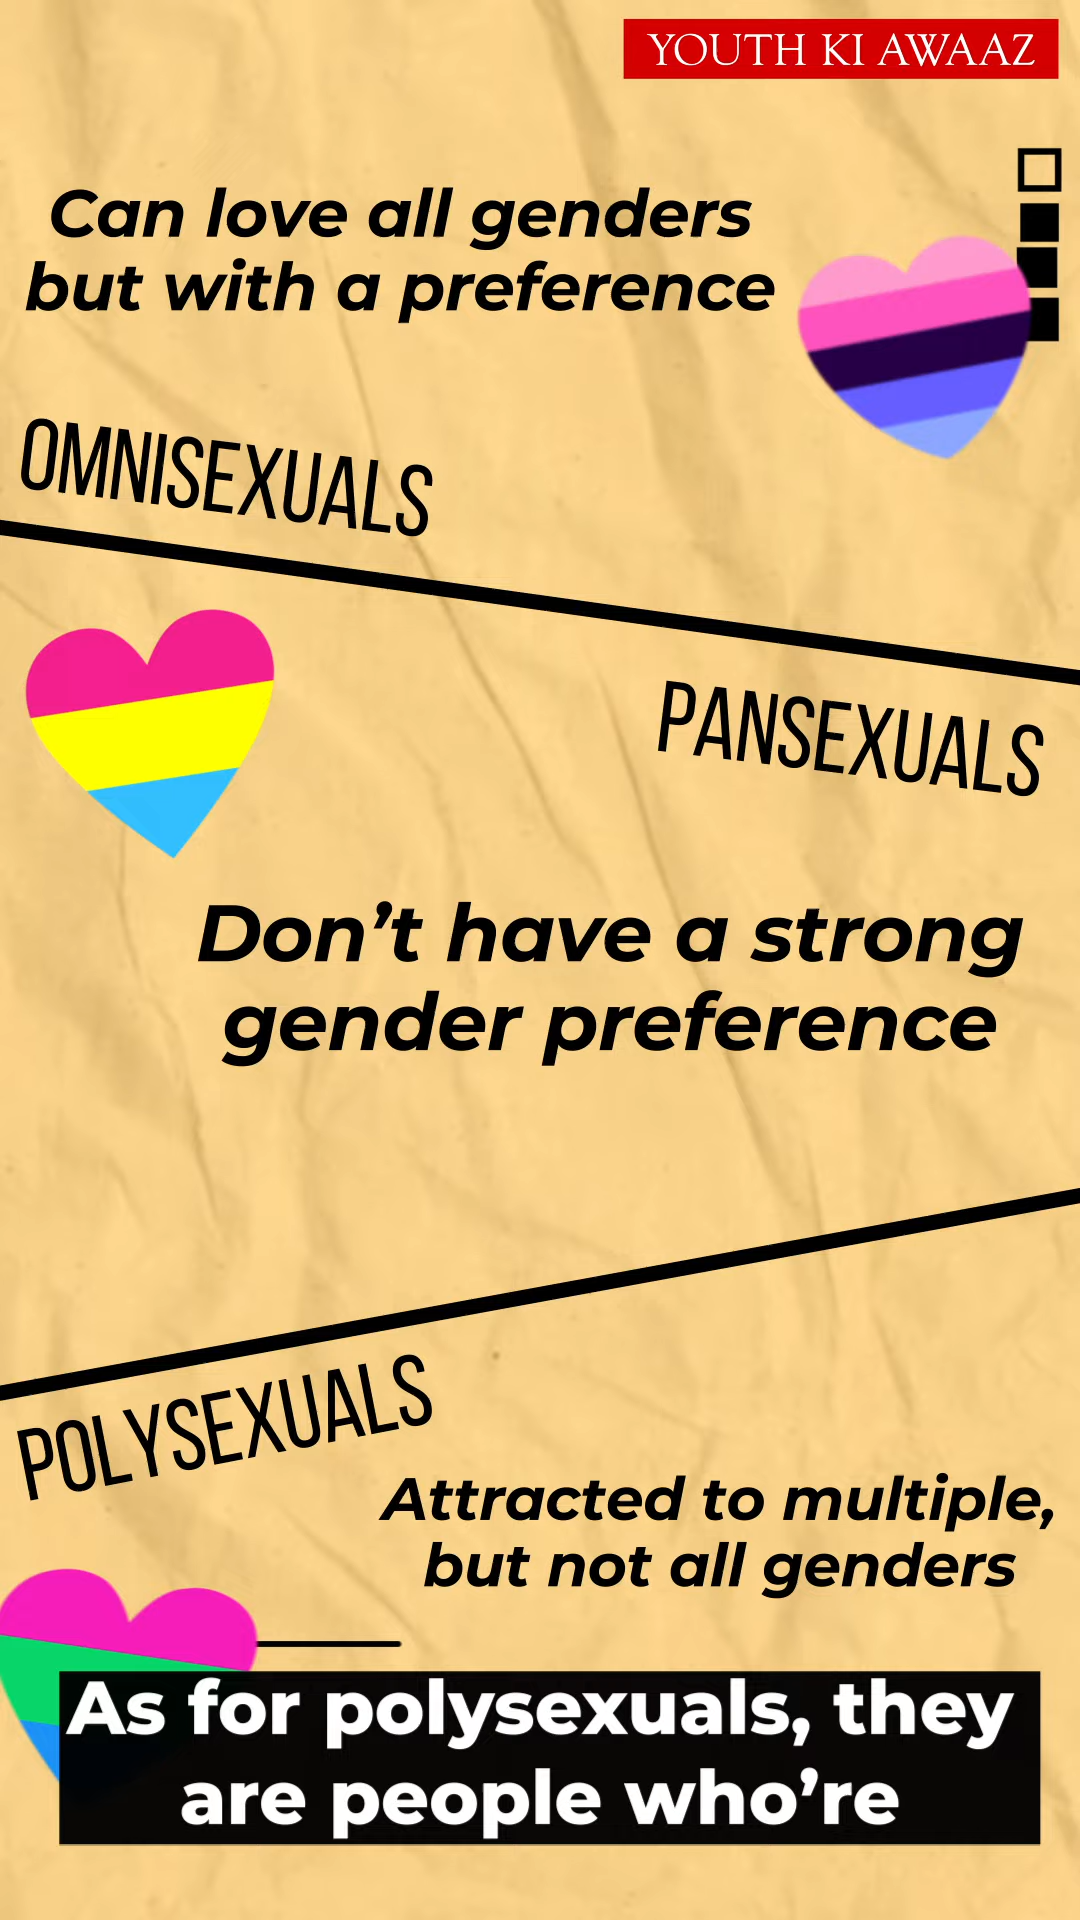 YOUTH KI AWAAZ
Can love all genders
but with a preference
OMNISEXUALS
PANSEXUALS
Don’t have a strong
gender preference
POLYSEXUALS
Attracted to multiple,
but not all genders
As for polysexuals, they
are people who’re